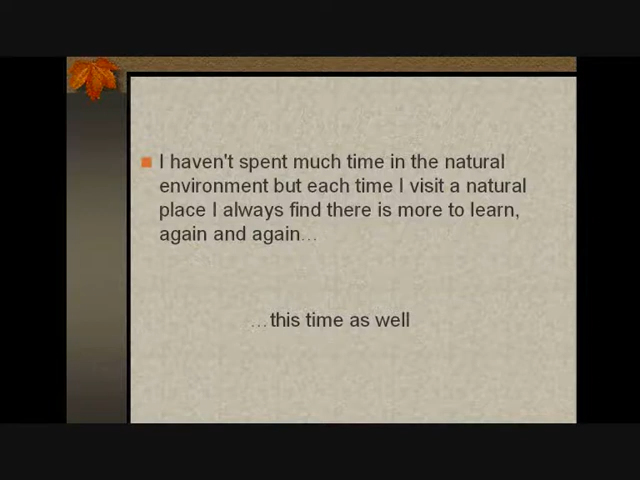 I haven't spent much time in the natural
environment but each time I visit a natural
place I always find there is more to learn,
again and again…
…this time as well